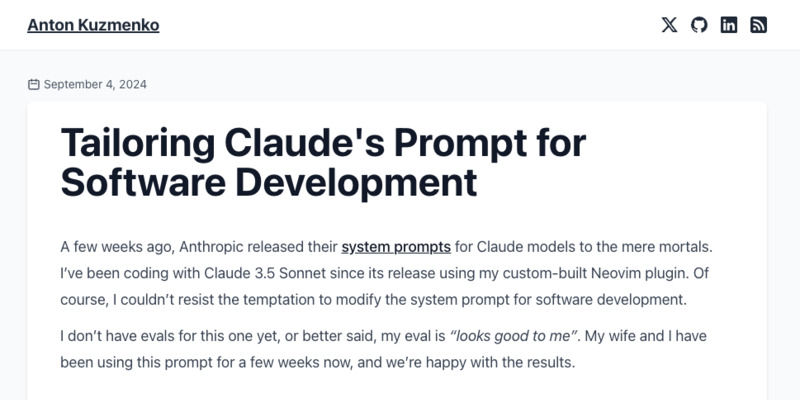 Anton Kuzmenko
September 4, 2024
Tailoring Claude's Prompt for
Software Development
A few weeks ago, Anthropic released their system prompts for Claude models to the mere mortals.
I’ve been coding with Claude 3.5 Sonnet since its release using my custom-built Neovim plugin. Of
course, I couldn’t resist the temptation to modify the system prompt for software development.
I don’t have evals for this one yet, or better said, my eval is “looks good to me”. My wife and I have
been using this prompt for a few weeks now, and we’re happy with the results.